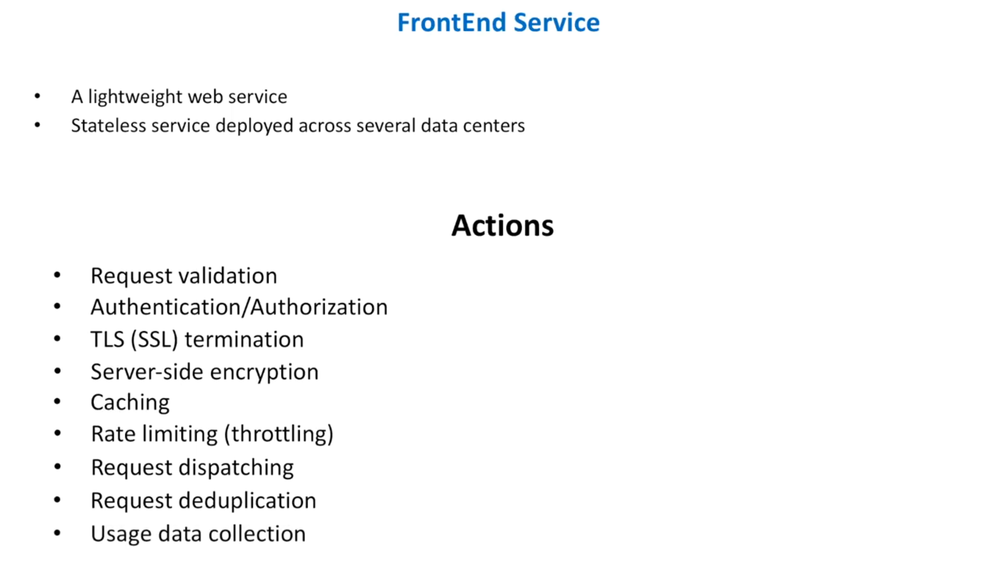 FrontEnd Service
• A lightweight web service
• Stateless service deployed across several data centers
Actions
• Request validation
• Authentication/Authorization
• TLS (SSL) termination
• Server-side encryption
• Caching
• Rate limiting (throttling)
• Request dispatching
• Request deduplication
• Usage data collection